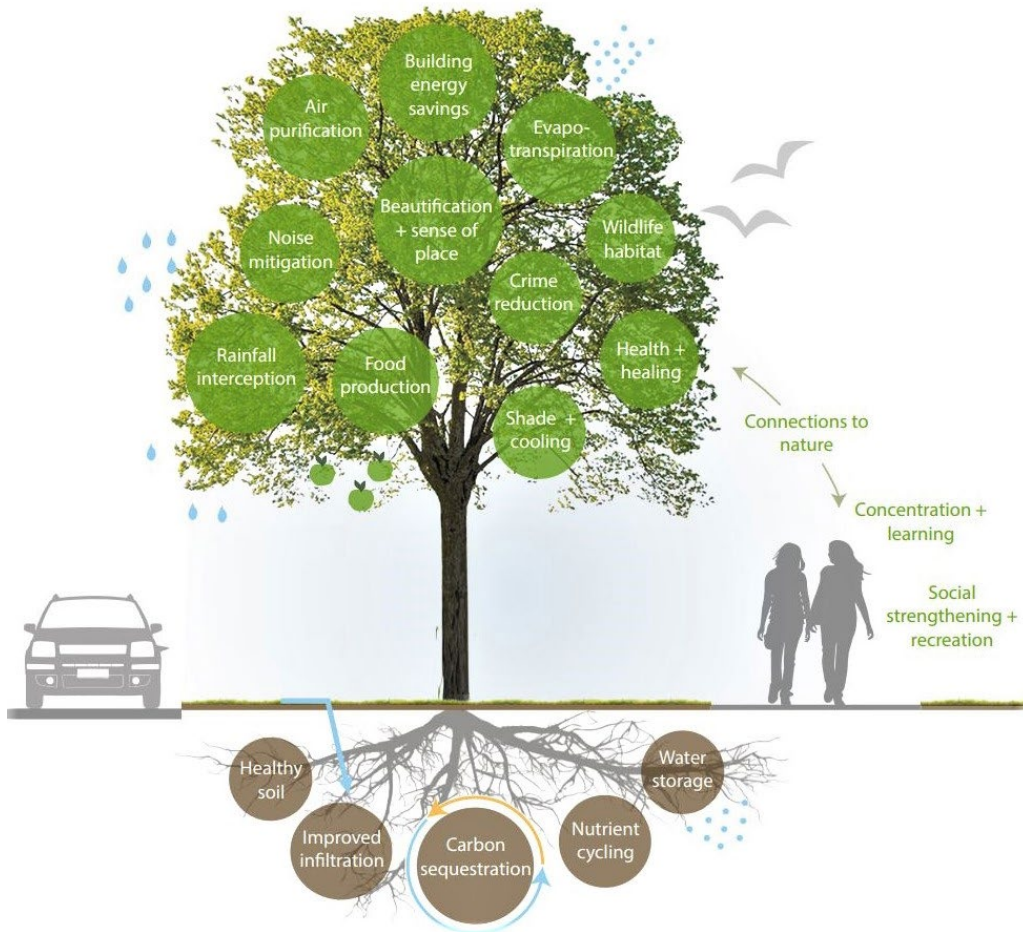 Building
energy
savings
Air
purification
Evapo-
transpiration
Beautification
+ sense of
place
Wildlife
habitat
Noise
mitigation
Crime
reduction
Rainfall
interception
Food
production
Health +
healing
Shade +
cooling
Connections to
nature
Concentration +
learning
Social
strengthening +
recreation
Healthy
soil
Improved
infiltration
Carbon
sequestration
Nutrient
cycling
Water
storage